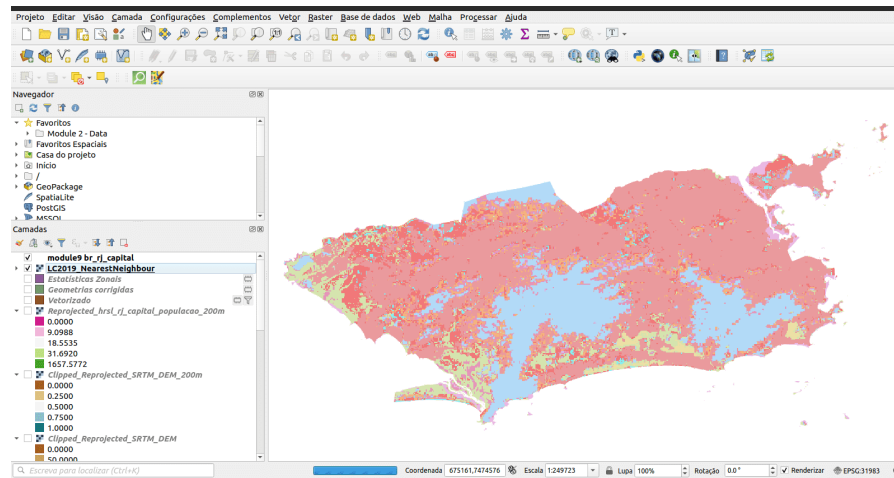 Projeto Editar Visão Camada Configurações Complementos Vetor Raster Base de dados Web Malha Processar Ajuda
Navegador
Favoritos
Module 2 - Data
Favoritos Espaciais
Casa do projeto
Início
/
GeoPackage
SpatiaLite
PostGIS
MSSQL
Camadas
module9 br_rj_capital
LC2019_NearestNeighbour
Estatísticas Zonais
Geometrias corrigidas
Vetorizado
Reprojected_hrsl_rj_capital_populacao_200m
0.0000
9.0988
18.5535
31.6920
1657.5772
Clipped_Reprojected_SRTM_DEM_200m
0.0000
0.2500
0.5000
0.7500
1.0000
Clipped_Reprojected_SRTM_DEM
0.0000
50.0000
Escreva para localizar (Ctrl+K) Coordenada 675161,7474576 Escala 1:249723 Lupa 100% Rotação 0.0 ° Renderizar EPSG:31983